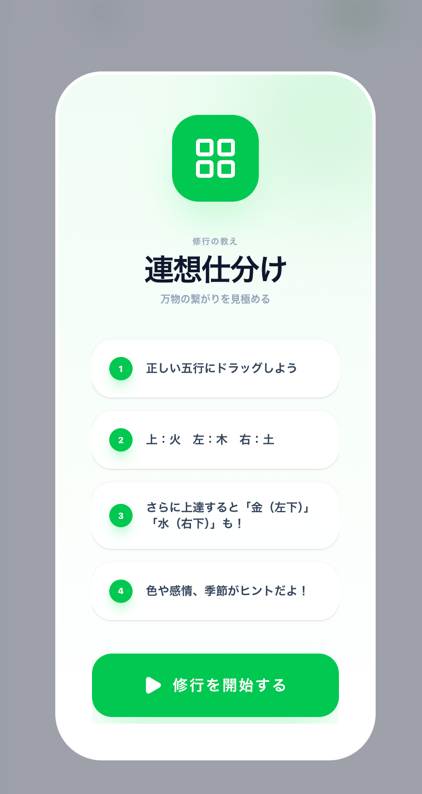 修行の教え
連想仕分け
万物の繋がりを見極める
1 正しい五行にドラッグしよう
2 上：火　左：木　右：土
3 さらに上達すると「金（左下）」
「水（右下）」も！
4 色や感情、季節がヒントだよ！
修行を開始する